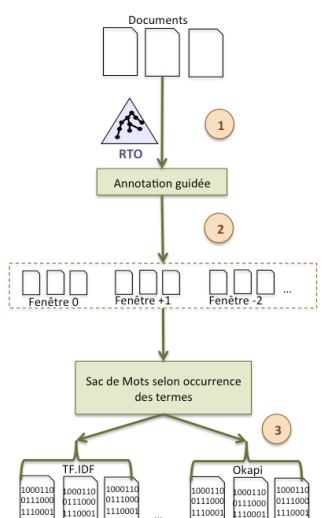 Documents
1
RTO
Annotation guidée
2
Fenêtre 0 Fenêtre +1 Fenêtre -2 ...
Sac de Mots selon occurrence
des termes
3
TF.IDF Okapi
1000110 1000110 1000110 1000110 1000110 1000110
0111000 0111000 0111000 0111000 0111000 0111000
1110001 1110001 1110001 ... 1110001 1110001 1110001